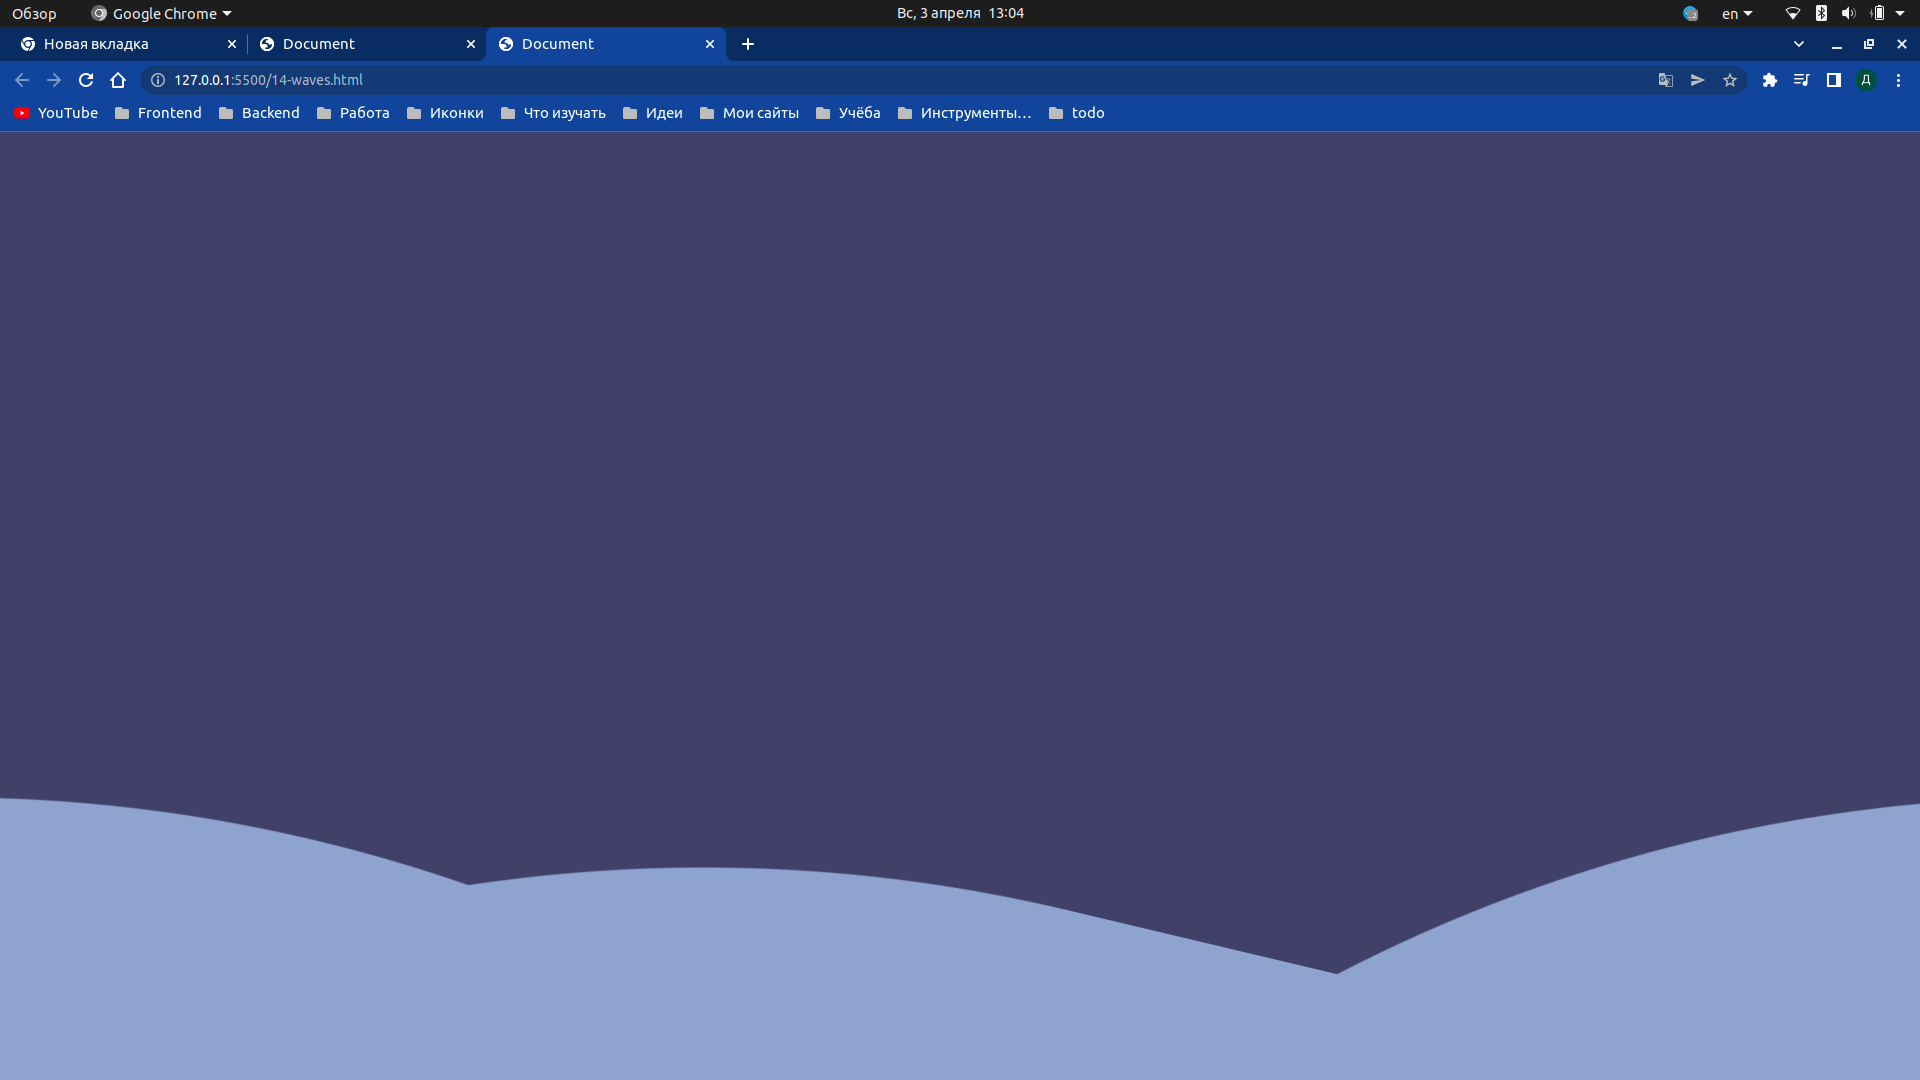 Обзор Google Chrome Вс, 3 апреля 13:04 en
Новая вкладка Document Document
127.0.0.1:5500/14-waves.html Д
YouTube Frontend Backend Работа Иконки Что изучать Идеи Мои сайты Учёба Инструменты… todo